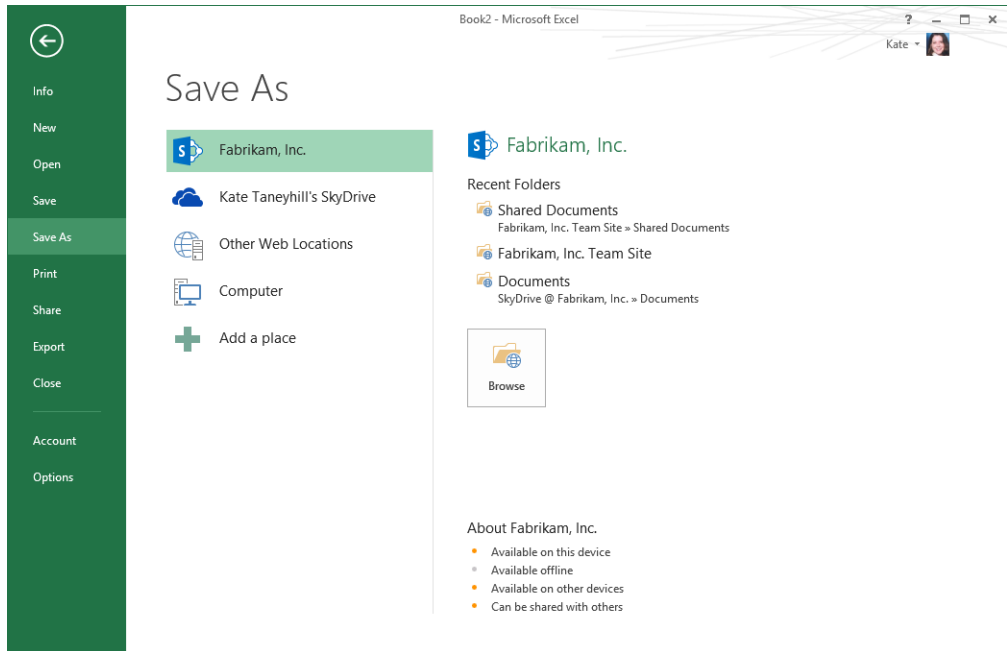 Book2 - Microsoft Excel
?
Kate
Info
New
Open
Save
Save As
Print
Share
Export
Close
Account
Options
Save As
Fabrikam, Inc.
Kate Taneyhill's SkyDrive
Other Web Locations
Computer
Add a place
S Fabrikam, Inc.
Recent Folders
Shared Documents
Fabrikam, Inc. Team Site » Shared Documents
Fabrikam, Inc. Team Site
Documents
SkyDrive @ Fabrikam, Inc. » Documents
Browse
About Fabrikam, Inc.
Available on this device
Available offline
Available on other devices
Can be shared with others